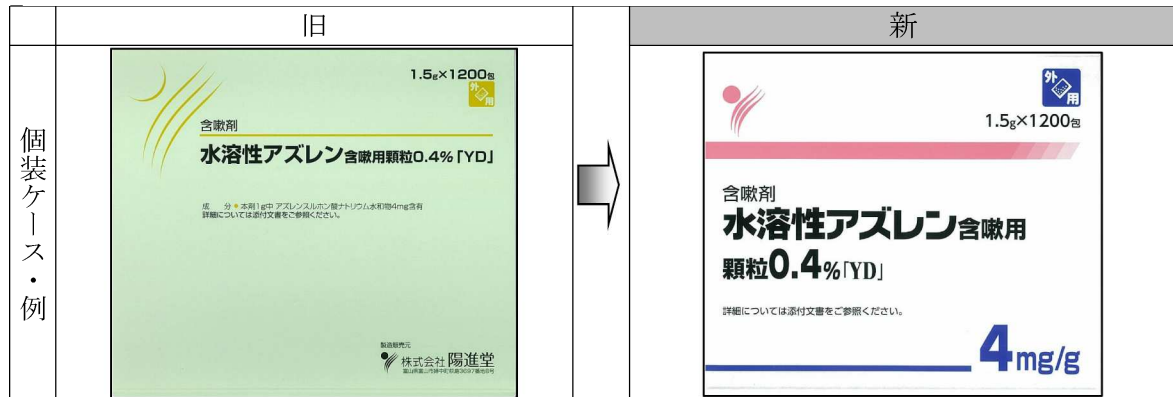 旧
新
個装ケース・例
1.5g×1200包
外用
含嗽剤
水溶性アズレン含嗽用顆粒0.4%「YD」
成 分●本剤1g中 アズレンスルホン酸ナトリウム水和物4mg含有
詳細については添付文書をご参照ください。
製造販売元
株式会社 陽進堂
外用
1.5g×1200包
含嗽剤
水溶性アズレン含嗽用
顆粒0.4%「YD」
詳細については添付文書をご参照ください。
4mg/g